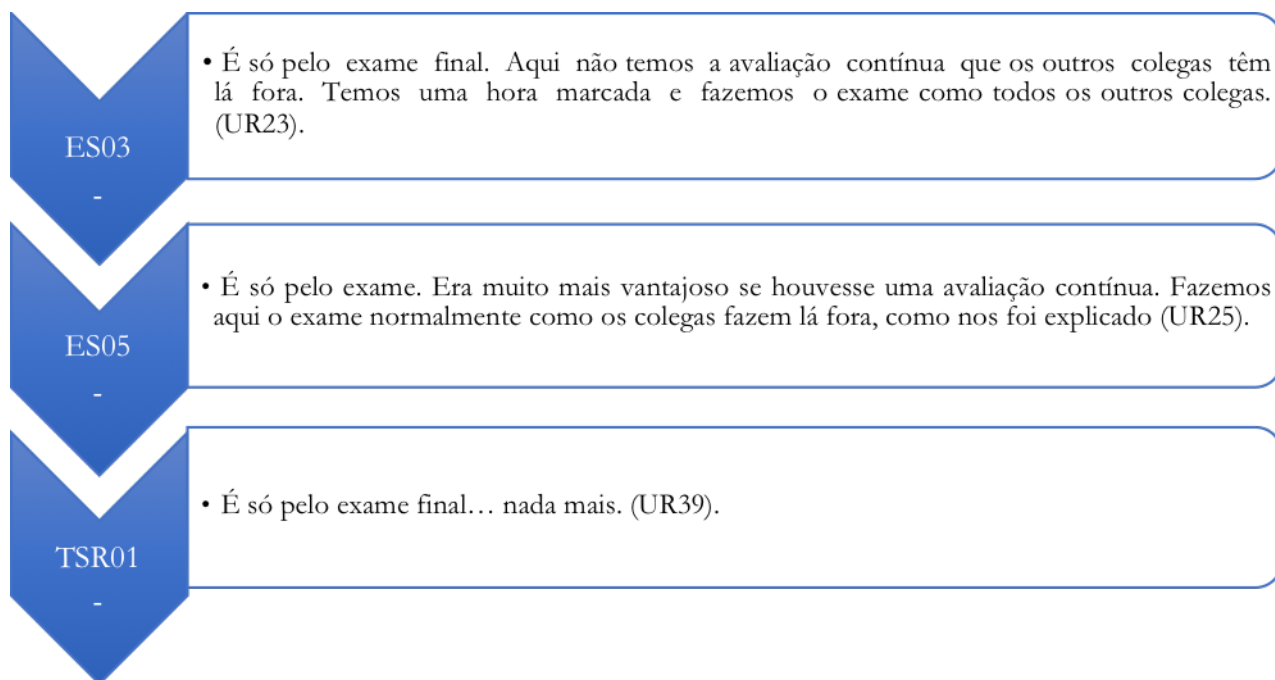 • É só pelo exame final. Aqui não temos a avaliação contínua que os outros colegas têm
lá fora. Temos uma hora marcada e fazemos o exame como todos os outros colegas.
(UR23).
ES03
-
• É só pelo exame. Era muito mais vantajoso se houvesse uma avaliação contínua. Fazemos
aqui o exame normalmente como os colegas fazem lá fora, como nos foi explicado (UR25).
ES05
-
• É só pelo exame final… nada mais. (UR39).
TSR01
-